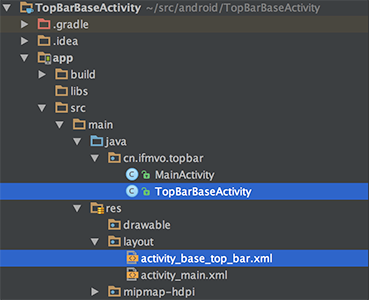 TopBarBaseActivity ~/src/android/TopBarBaseActivity
.gradle
.idea
app
build
libs
src
main
java
cn.ifmvo.topbar
MainActivity
TopBarBaseActivity
res
drawable
layout
activity_base_top_bar.xml
activity_main.xml
mipmap-hdpi